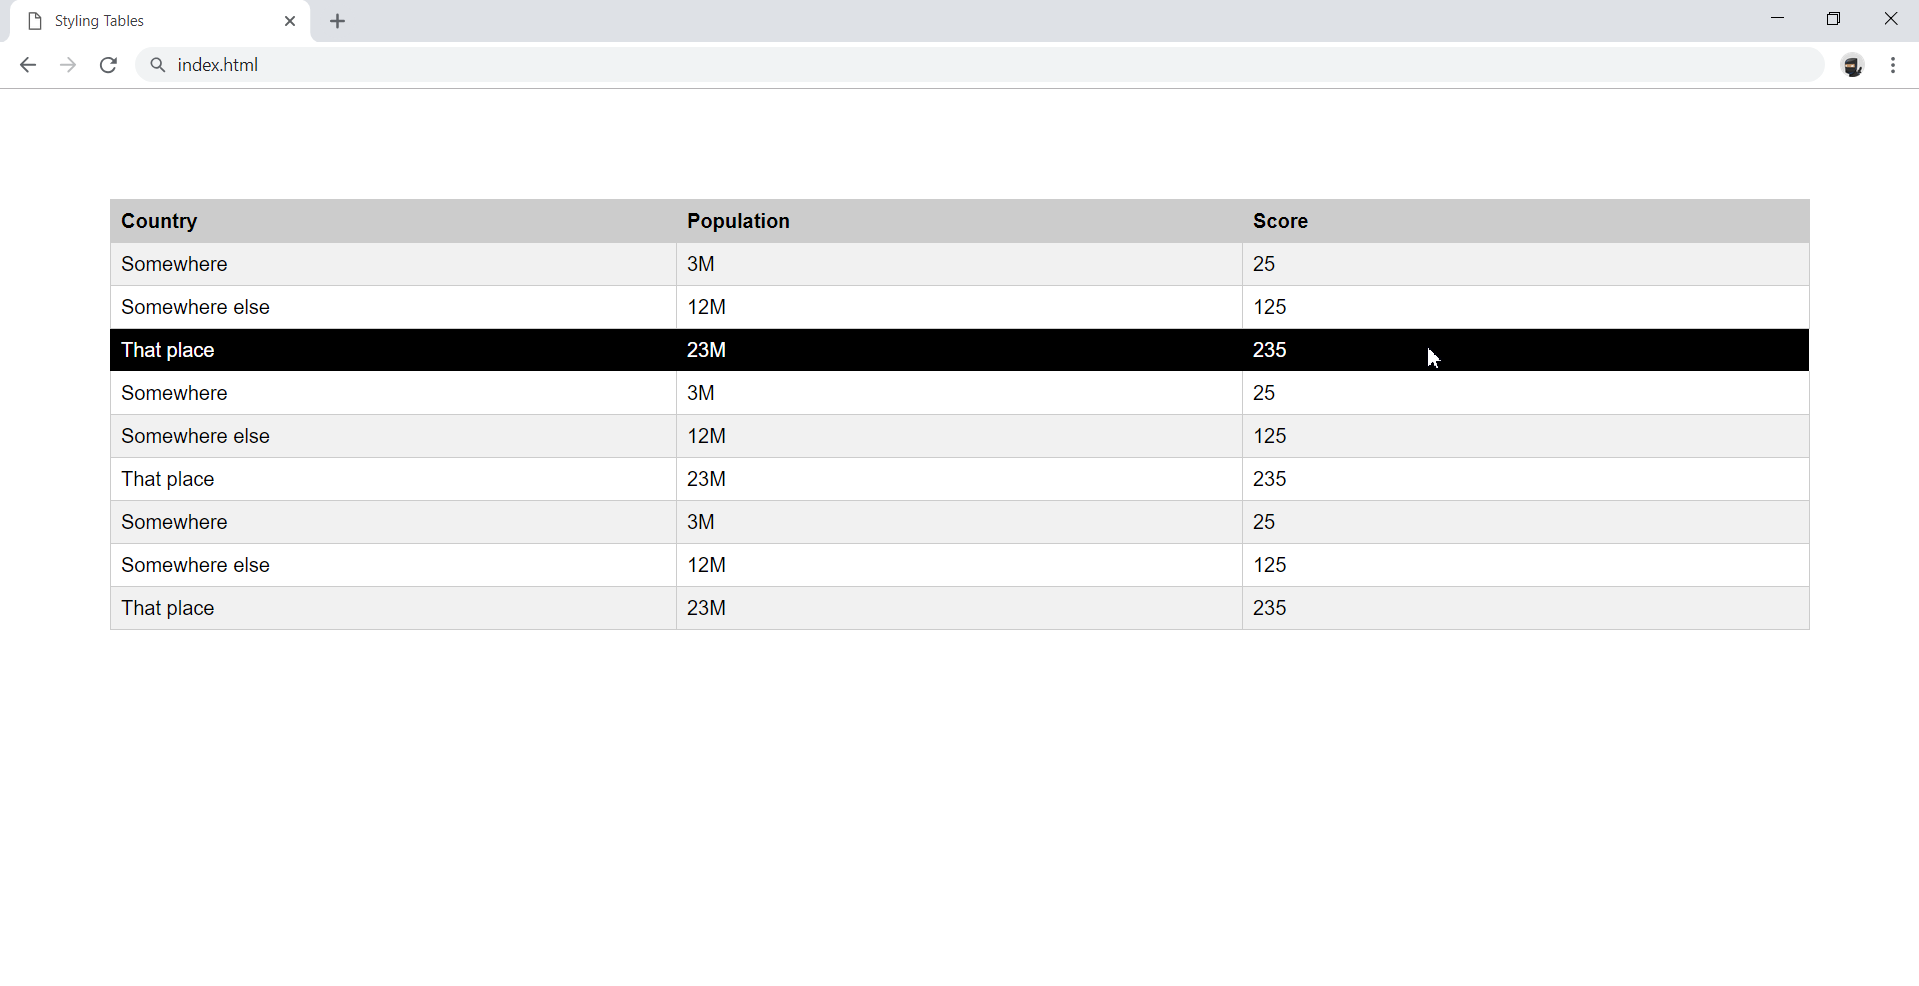 Styling Tables
index.html
Country Population Score
Somewhere 3M 25
Somewhere else 12M 125
That place 23M 235
Somewhere 3M 25
Somewhere else 12M 125
That place 23M 235
Somewhere 3M 25
Somewhere else 12M 125
That place 23M 235